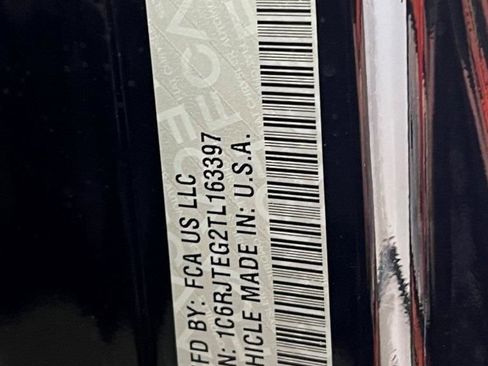 FD BY: FCA US LLC
N: 1C6RJTEG2TL163397
HICLE MADE IN: U.S.A.